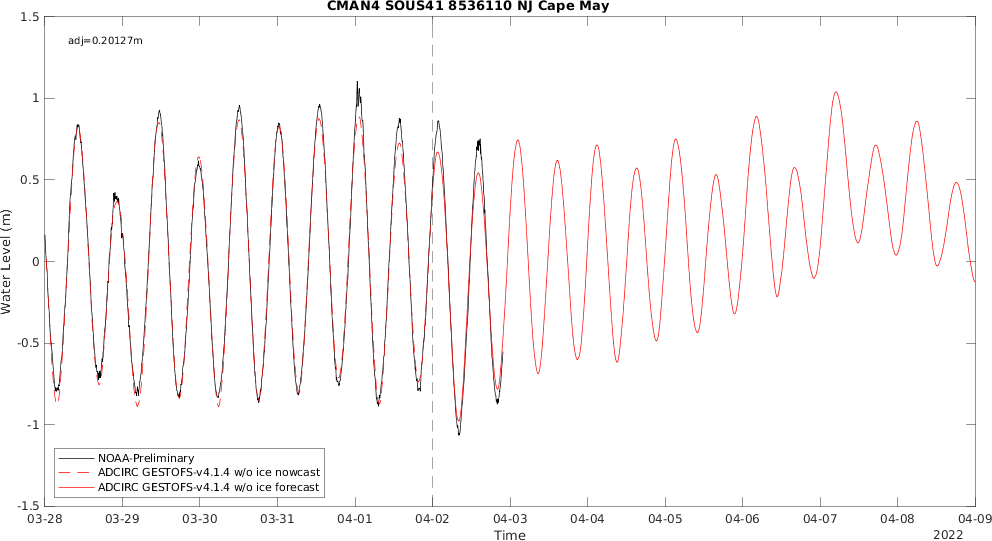 CMAN4 SOUS41 8536110 NJ Cape May
adj=0.20127m
1.5
1
0.5
0
-0.5
-1
-1.5
Water Level (m)
NOAA-Preliminary
ADCIRC GESTOFS-v4.1.4 w/o ice nowcast
ADCIRC GESTOFS-v4.1.4 w/o ice forecast
03-28 03-29 03-30 03-31 04-01 04-02 04-03 04-04 04-05 04-06 04-07 04-08 04-09
Time
2022